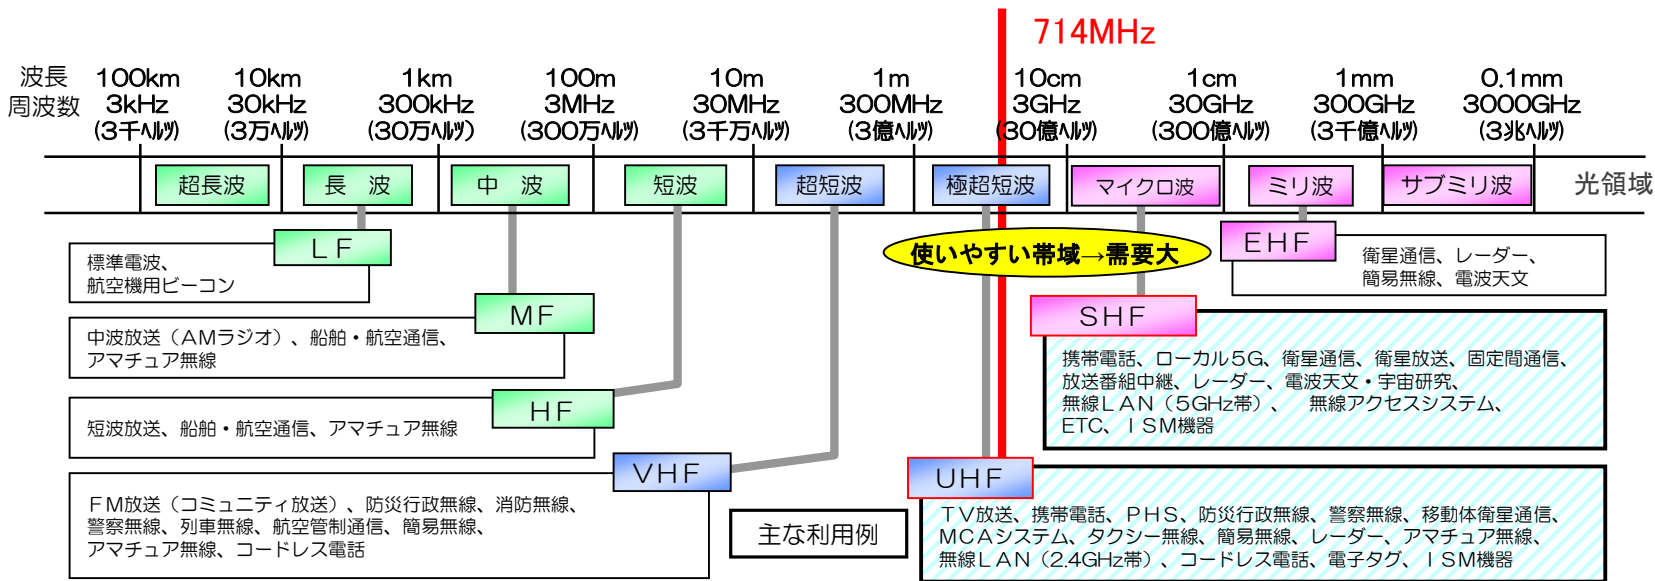 714MHz
波長 100km 10km 1km 100m 10m 1m 10cm 1cm 1mm 0.1mm
周波数 3kHz 30kHz 300kHz 3MHz 30MHz 300MHz 3GHz 30GHz 300GHz 3000GHz
(3千ヘルツ) (3万ヘルツ) (30万ヘルツ) (300万ヘルツ) (3千万ヘルツ) (3億ヘルツ) (30億ヘルツ) (300億ヘルツ) (3千億ヘルツ) (3兆ヘルツ)
超長波 長 波 中 波 短波 超短波 極超短波 マイクロ波 ミリ波 サブミリ波 光領域
使いやすい帯域→需要大
LF
標準電波、
航空機用ビーコン
EHF
衛星通信、レーダー、
簡易無線、電波天文
MF
中波放送（AMラジオ）、船舶・航空通信、
アマチュア無線
SHF
携帯電話、ローカル5G、衛星通信、衛星放送、固定間通信、
放送番組中継、レーダー、電波天文・宇宙研究、
無線LAN（5GHz帯）、 無線アクセスシステム、
ETC、ISM機器
HF
短波放送、船舶・航空通信、アマチュア無線
VHF
FM放送（コミュニティ放送）、防災行政無線、消防無線、
警察無線、列車無線、航空管制通信、簡易無線、
アマチュア無線、コードレス電話
主な利用例
UHF
TV放送、携帯電話、PHS、防災行政無線、警察無線、移動体衛星通信、
MCAシステム、タクシー無線、簡易無線、レーダー、アマチュア無線、
無線LAN（2.4GHz帯）、コードレス電話、電子タグ、ISM機器